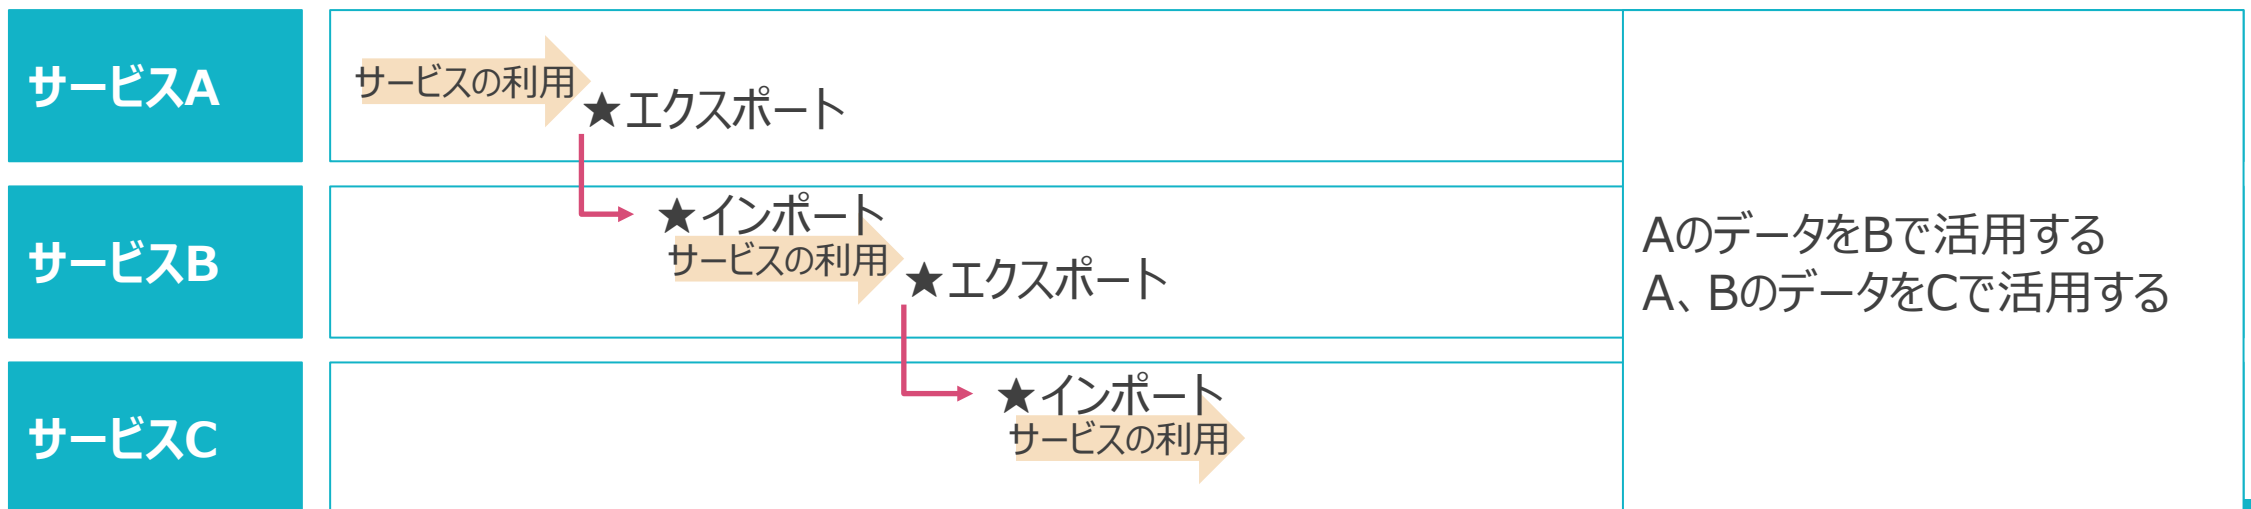 サービスA
サービスの利用
★エクスポート
サービスB
★インポート
サービスの利用
★エクスポート
AのデータをBで活用する
A、BのデータをCで活用する
サービスC
★インポート
サービスの利用